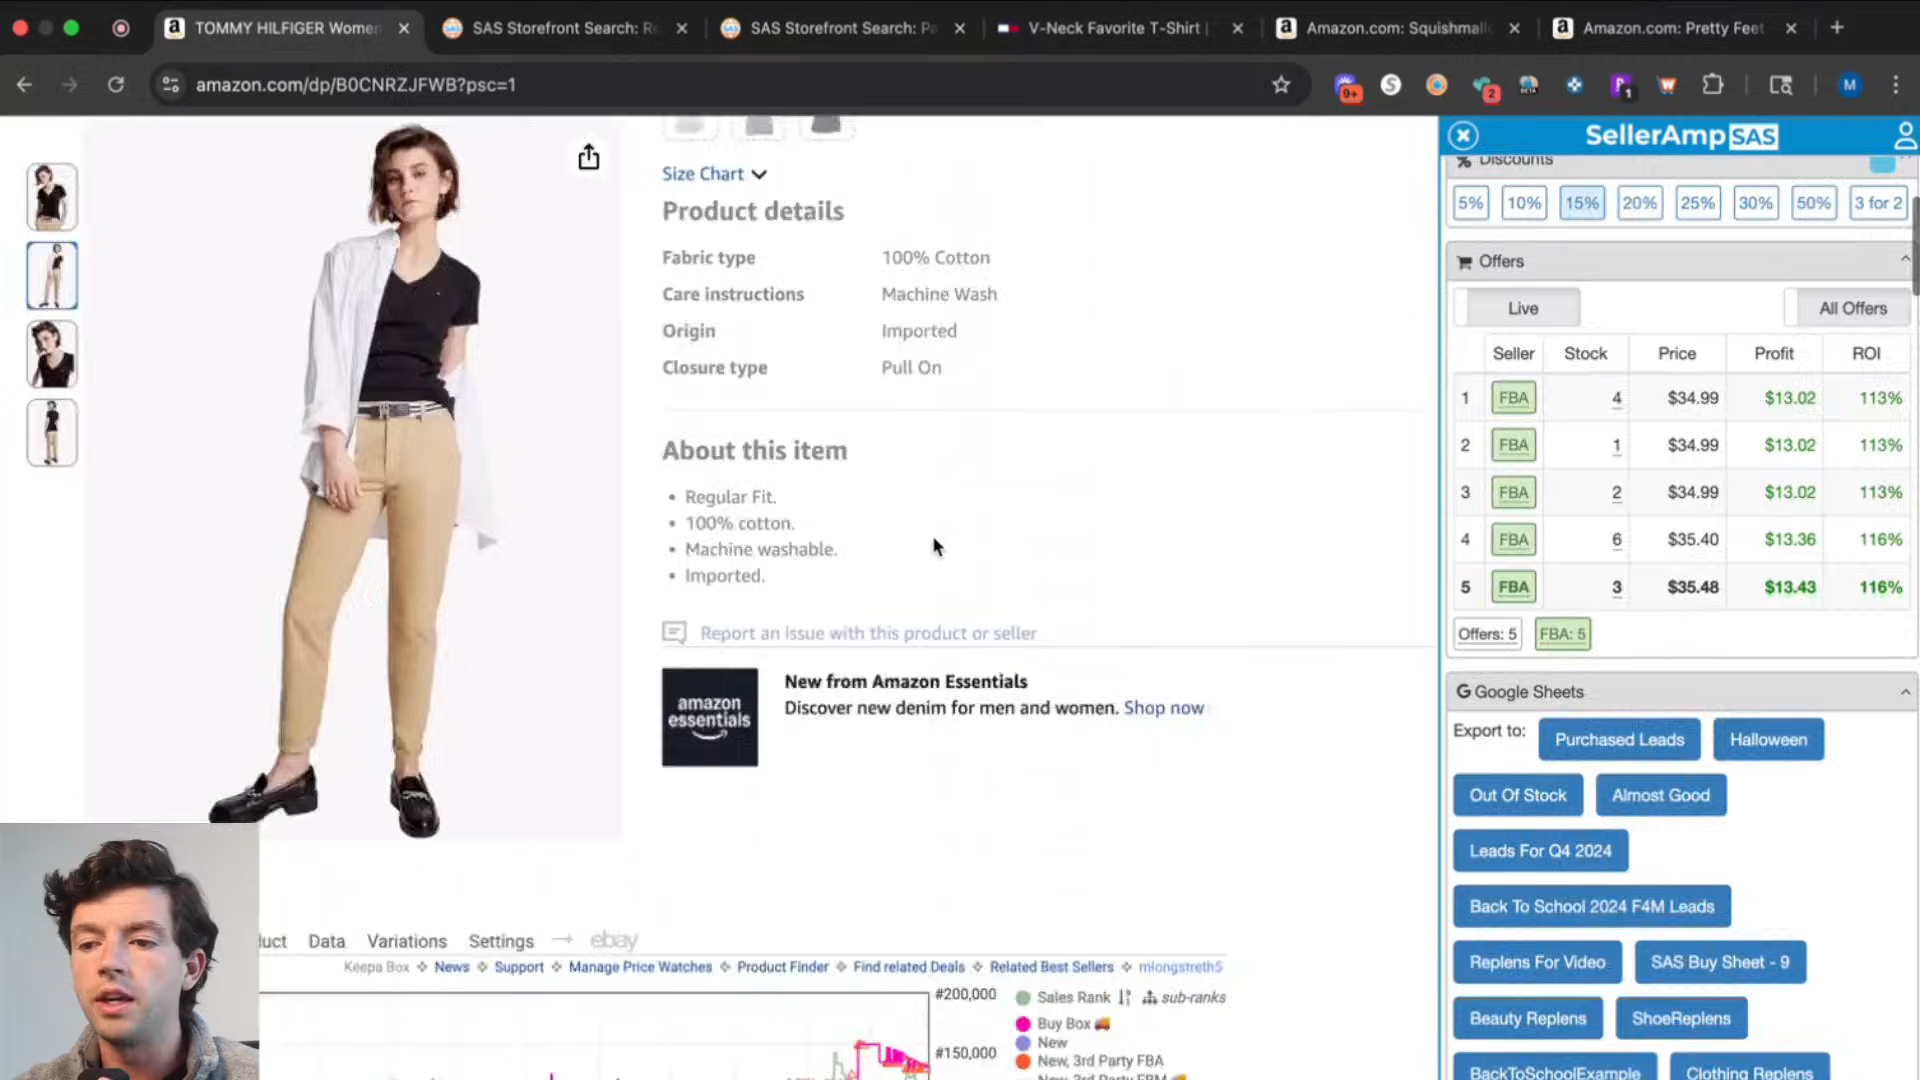 TOMMY HILFIGER Women
SAS Storefront Search: R
SAS Storefront Search: P
V-Neck Favorite T-Shirt |
Amazon.com: Squishmall
Amazon.com: Pretty Feet
amazon.com/dp/B0CNRZJFWB?psc=1
9+
2
BETA
1
M
SellerAmp SAS
Discounts
5% 10% 15% 20% 25% 30% 50% 3 for 2
Offers
Live All Offers
Seller Stock Price Profit ROI
1 FBA 4 $34.99 $13.02 113%
2 FBA 1 $34.99 $13.02 113%
3 FBA 2 $34.99 $13.02 113%
4 FBA 6 $35.40 $13.36 116%
5 FBA 3 $35.48 $13.43 116%
Offers: 5 FBA: 5
Google Sheets
Export to: Purchased Leads Halloween
Out Of Stock Almost Good
Leads For Q4 2024
Back To School 2024 F4M Leads
Replens For Video SAS Buy Sheet - 9
Beauty Replens ShoeReplens
BackToSchoolExample Clothing Replens
Size Chart
Product details
Fabric type 100% Cotton
Care instructions Machine Wash
Origin Imported
Closure type Pull On
About this item
• Regular Fit.
• 100% cotton.
• Machine washable.
• Imported.
Report an issue with this product or seller
amazon
essentials
New from Amazon Essentials
Discover new denim for men and women. Shop now
uct Data Variations Settings → ebay
Keepa Box ❖ News ❖ Support ❖ Manage Price Watches ❖ Product Finder ❖ Find related Deals ❖ Related Best Sellers ❖ mlongstreth5
#200,000
#150,000
Sales Rank sub-ranks
Buy Box
New
New, 3rd Party FBA
New, 3rd Party FBM